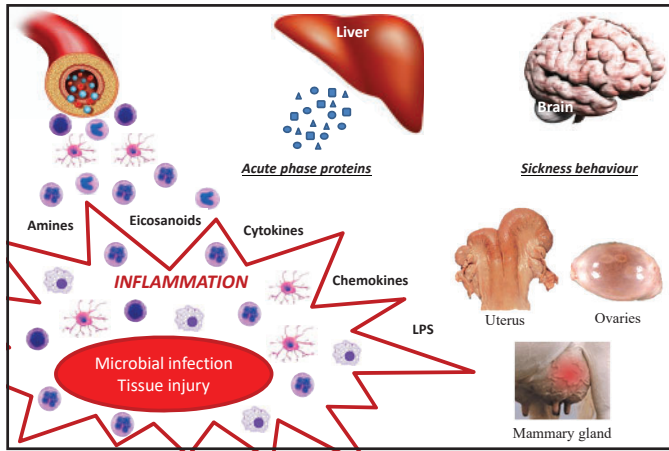 Liver
Brain
Acute phase proteins
Sickness behaviour
Amines
Eicosanoids
Cytokines
INFLAMMATION
Chemokines
LPS
Uterus
Ovaries
Microbial infection
Tissue injury
Mammary gland